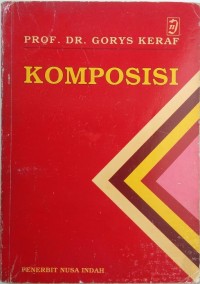 PROF. DR. GORYS KERAF
KOMPOSISI
PENERBIT NUSA INDAH